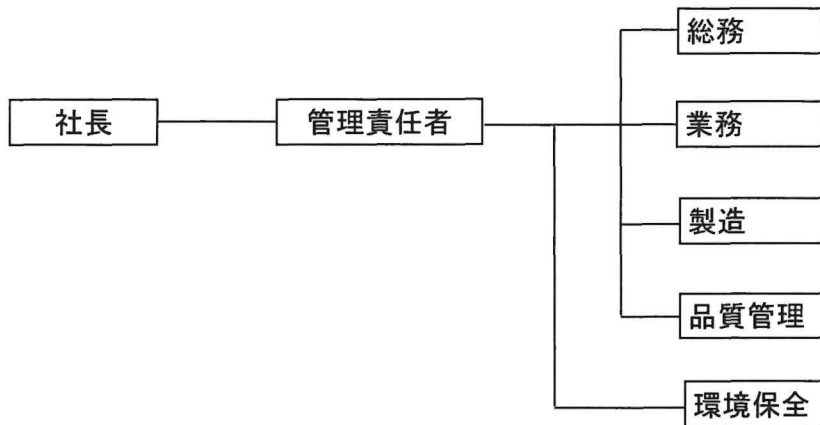 社長
管理責任者
総務
業務
製造
品質管理
環境保全